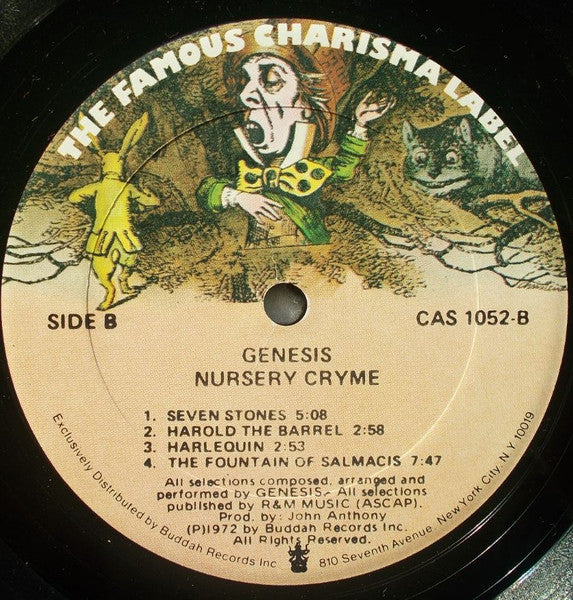 THE FAMOUS CHARISMA LABEL
SIDE B
CAS 1052-B
GENESIS
NURSERY CRYME
1. SEVEN STONES 5:08
2. HAROLD THE BARREL 2:58
3. HARLEQUIN 2:53
4. THE FOUNTAIN OF SALMACIS 7:47
All selections composed, arranged and
performed by GENESIS. All selections
published by R&M MUSIC (ASCAP).
Prod. by: John Anthony
(P)1972 by Buddah Records Inc.
All Rights Reserved.
Exclusively Distributed by Buddah Records Inc 810 Seventh Avenue, New York City, N.Y. 10019